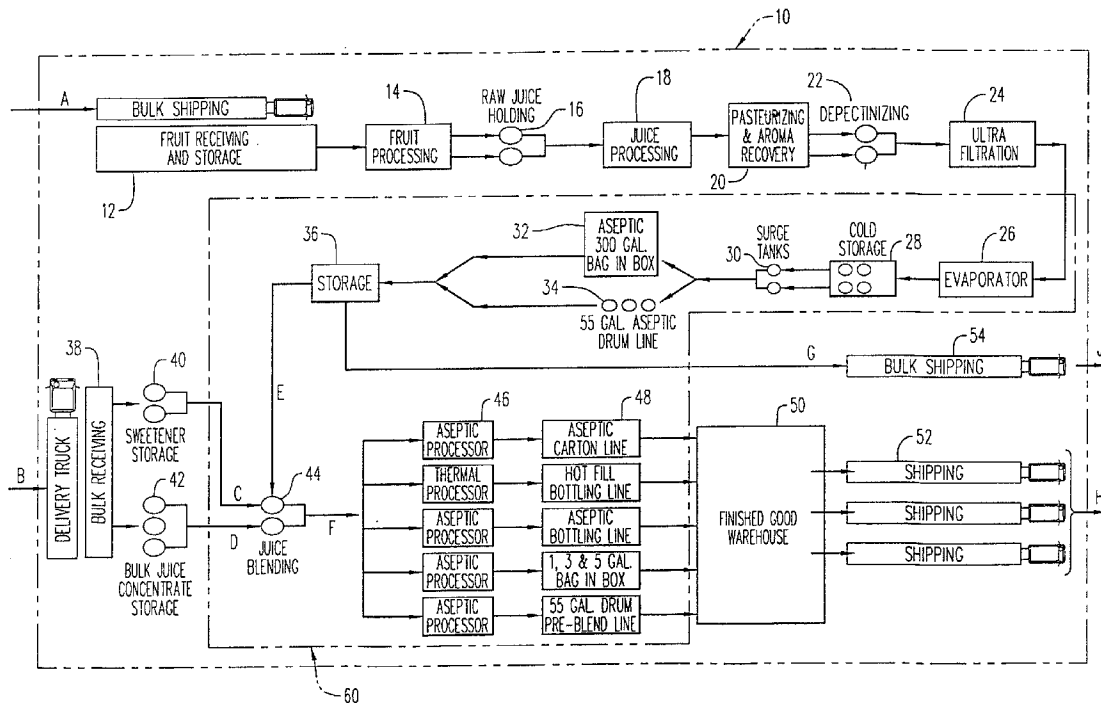 10
A
BULK SHIPPING
FRUIT RECEIVING
AND STORAGE
12
14
FRUIT
PROCESSING
RAW JUICE
HOLDING
16
18
JUICE
PROCESSING
PASTEURIZING
& AROMA
RECOVERY
20
22
DEPECTINIZING
24
ULTRA
FILTRATION
36
STORAGE
32
ASEPTIC
300 GAL.
BAG IN BOX
34
55 GAL. ASEPTIC
DRUM LINE
SURGE
TANKS
30
COLD
STORAGE
28
26
EVAPORATOR
54
G
BULK SHIPPING
G
38
40
SWEETENER
STORAGE
B
DELIVERY TRUCK
BULK RECEIVING
42
BULK JUICE
CONCENTRATE
STORAGE
E
C
D
44
JUICE
BLENDING
F
46
ASEPTIC
PROCESSOR
THERMAL
PROCESSOR
ASEPTIC
PROCESSOR
ASEPTIC
PROCESSOR
ASEPTIC
PROCESSOR
48
ASEPTIC
CARTON LINE
HOT FILL
BOTTLING LINE
ASEPTIC
BOTTLING LINE
1, 3 & 5 GAL.
BAG IN BOX
55 GAL. DRUM
PRE-BLEND LINE
50
FINISHED GOOD
WAREHOUSE
52
SHIPPING
SHIPPING
SHIPPING
H
60